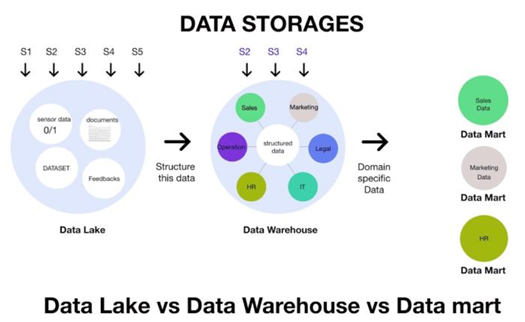 DATA STORAGES
S1 S2 S3 S4 S5
S2 S3 S4
sensor data
0/1
documents
DATASET
Feedbacks
Data Lake
Structure
this data
Sales
Marketing
Operation
structured
data
Legal
HR
IT
Data Warehouse
Domain
specific
Data
Sales
Data
Data Mart
Marketing
Data
Data Mart
HR
Data Mart
Data Lake vs Data Warehouse vs Data mart